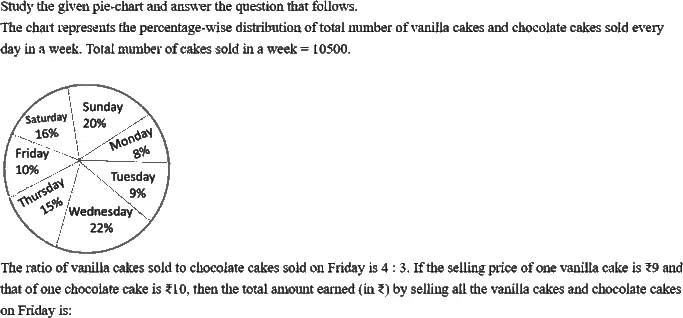 Study the given pie-chart and answer the question that follows.
The chart represents the percentage-wise distribution of total number of vanilla cakes and chocolate cakes sold every
day in a week. Total number of cakes sold in a week = 10500.
Sunday
20%
Saturday
16%
Monday
8%
Friday
10%
Tuesday
9%
Thursday
15%
Wednesday
22%
The ratio of vanilla cakes sold to chocolate cakes sold on Friday is 4 : 3. If the selling price of one vanilla cake is ₹9 and
that of one chocolate cake is ₹10, then the total amount earned (in ₹) by selling all the vanilla cakes and chocolate cakes
on Friday is: